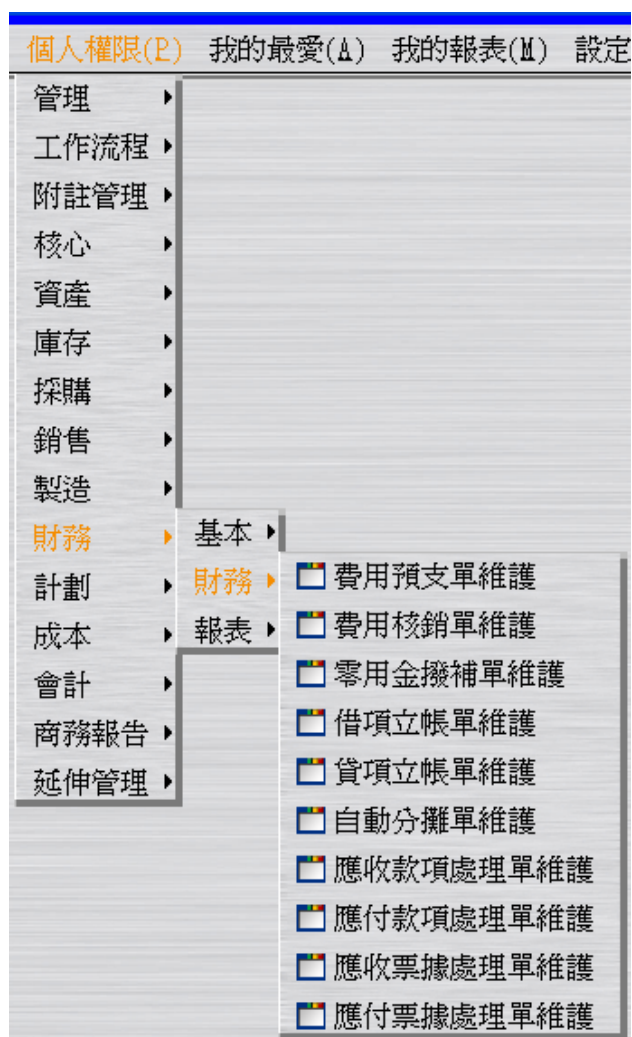 個人權限(P) 我的最愛(A) 我的報表(M) 設定
管理
工作流程
附註管理
核心
資產
庫存
採購
銷售
製造
財務
計劃
成本
會計
商務報告
延伸管理
基本
財務
報表
費用預支單維護
費用核銷單維護
零用金撥補單維護
借項立帳單維護
貸項立帳單維護
自動分攤單維護
應收款項處理單維護
應付款項處理單維護
應收票據處理單維護
應付票據處理單維護